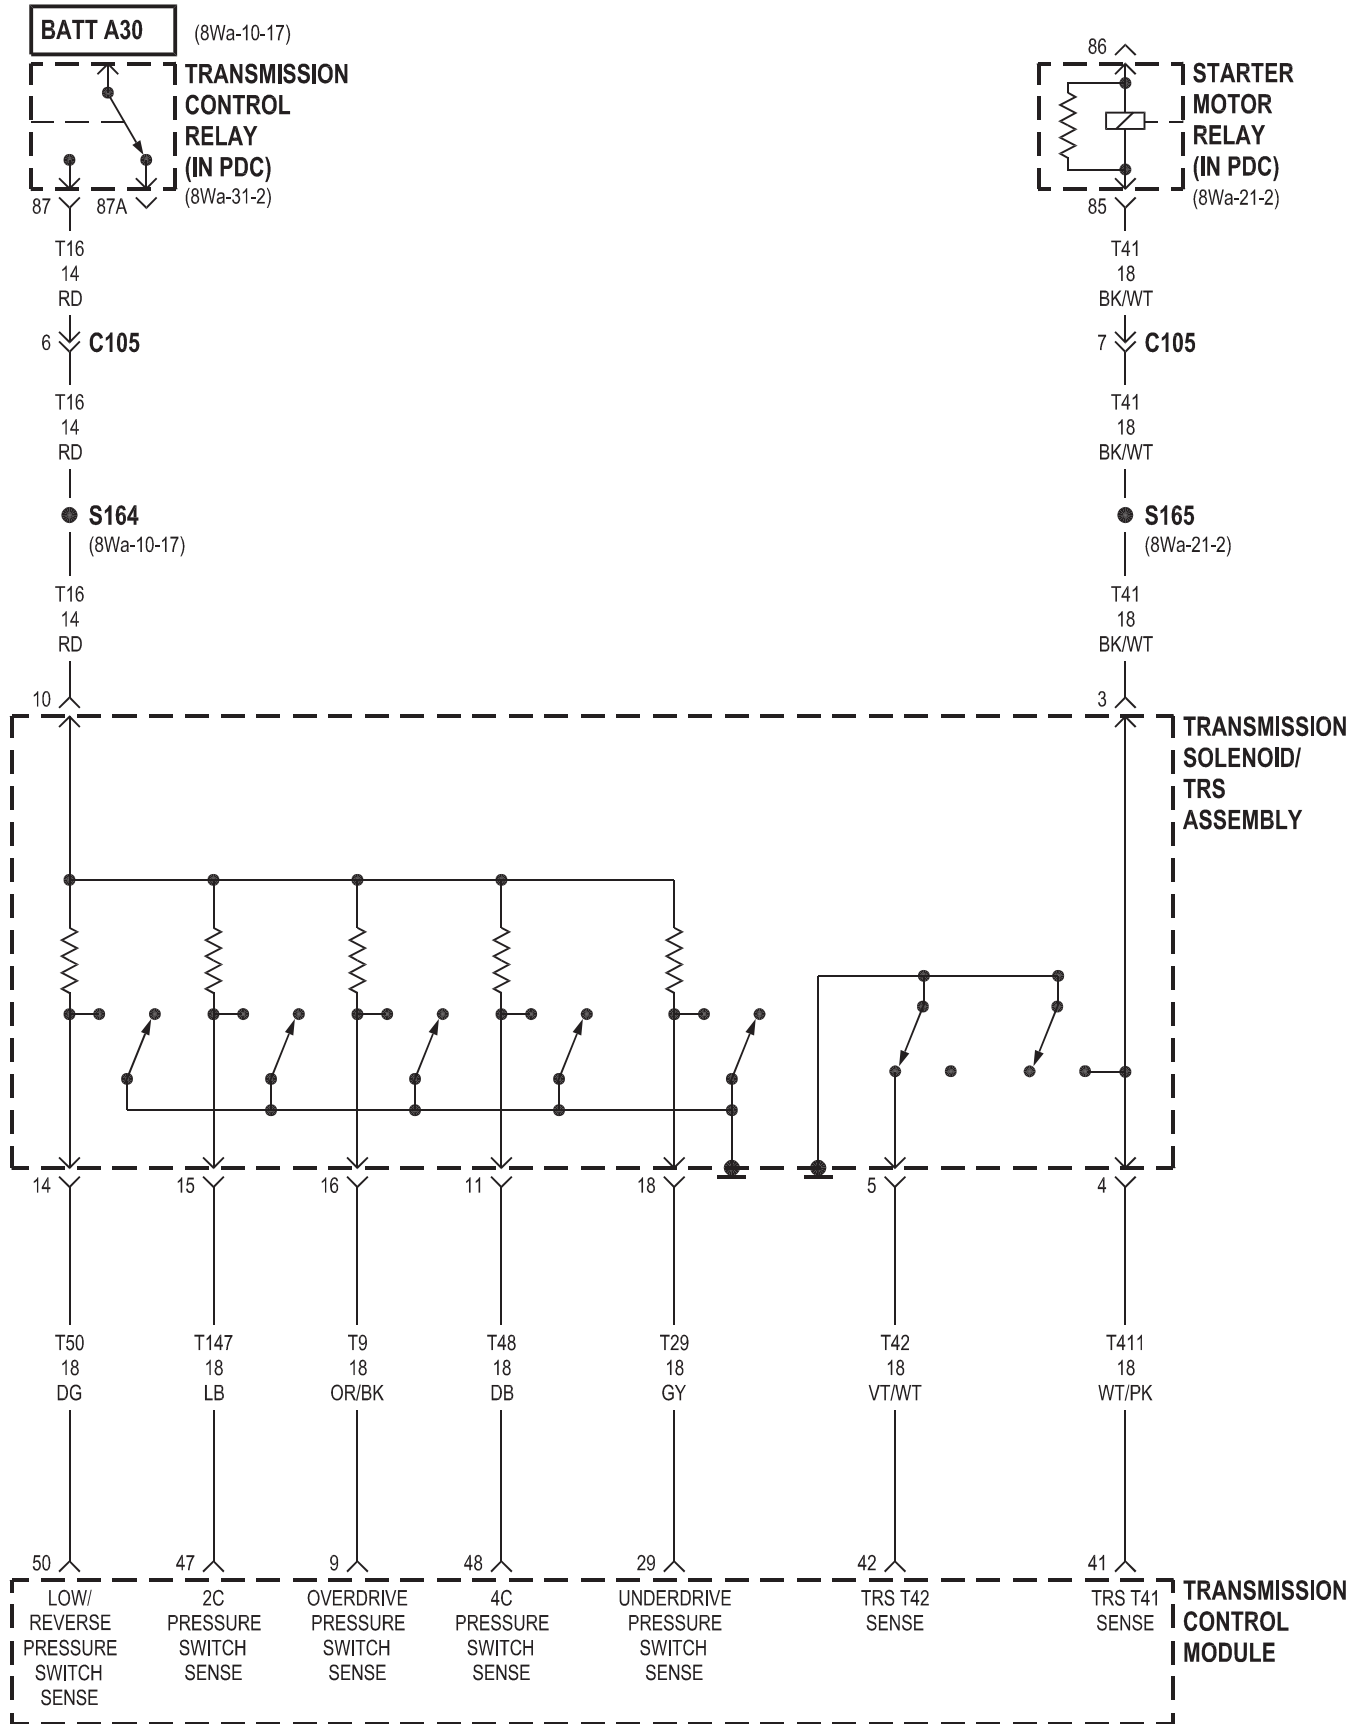 BATT A30
(8Wa-10-17)
TRANSMISSION
CONTROL
RELAY
(IN PDC)
(8Wa-31-2)
86
STARTER
MOTOR
RELAY
(IN PDC)
(8Wa-21-2)
87
87A
85
T16
14
RD
T41
18
BK/WT
6
C105
7
C105
T16
14
RD
T41
18
BK/WT
S164
(8Wa-10-17)
S165
(8Wa-21-2)
T16
14
RD
T41
18
BK/WT
10
3
TRANSMISSION
SOLENOID/
TRS
ASSEMBLY
14
15
16
11
18
5
4
T50
18
DG
T147
18
LB
T9
18
OR/BK
T48
18
DB
T29
18
GY
T42
18
VT/WT
T411
18
WT/PK
50
47
9
48
29
42
41
LOW/
REVERSE
PRESSURE
SWITCH
SENSE
2C
PRESSURE
SWITCH
SENSE
OVERDRIVE
PRESSURE
SWITCH
SENSE
4C
PRESSURE
SWITCH
SENSE
UNDERDRIVE
PRESSURE
SWITCH
SENSE
TRS T42
SENSE
TRS T41
SENSE
TRANSMISSION
CONTROL
MODULE